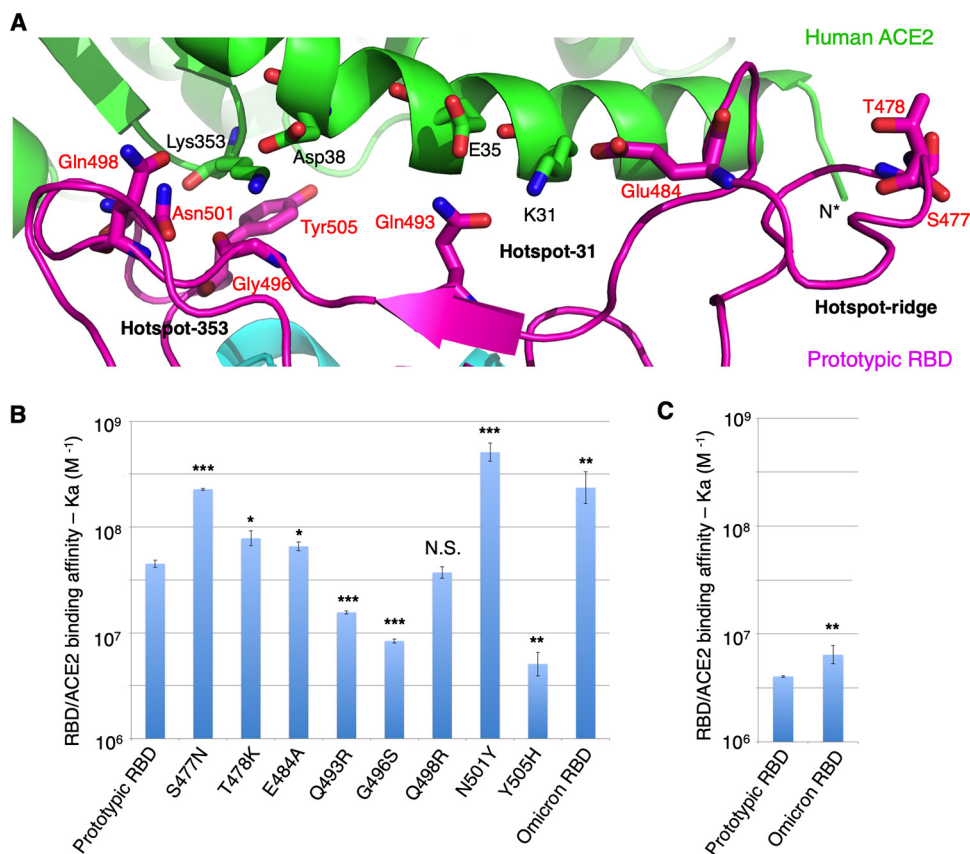 A
Human ACE2
T478
Lys353
Gln498
Asp38
E35
Glu484
Asn501
Tyr505
Gln493
K31
N*
S477
Gly496
Hotspot-31
Hotspot-353
Hotspot-ridge
Prototypic RBD
B
RBD/ACE2 binding affinity – Ka (M⁻¹)
10⁹
10⁸
10⁷
10⁶
***
*
*
***
***
N.S.
***
**
**
Prototypic RBD
S477N
T478K
E484A
Q493R
G496S
Q498R
N501Y
Y505H
Omicron RBD
C
RBD/ACE2 binding affinity – Ka (M⁻¹)
10⁹
10⁸
10⁷
10⁶
**
Prototypic RBD
Omicron RBD